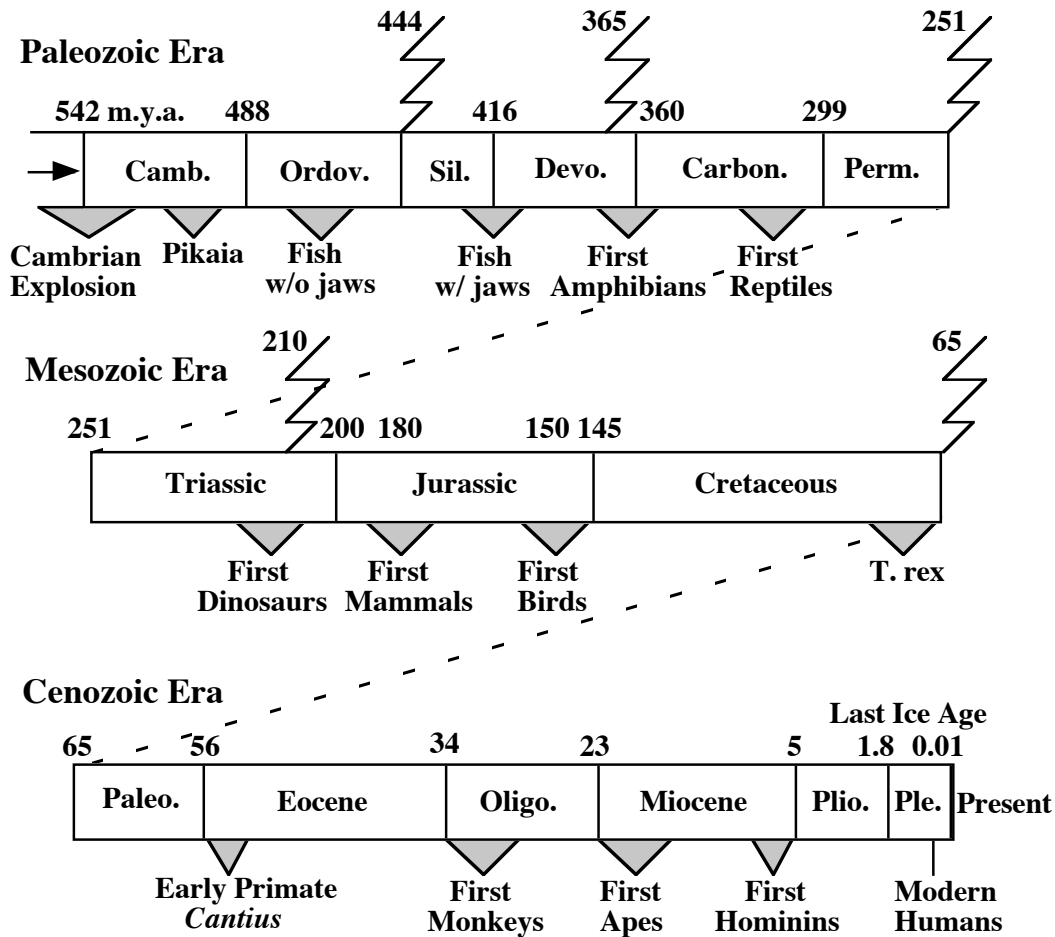 444 365 251
Paleozoic Era
542 m.y.a. 488 416 360 299
Camb. Ordov. Sil. Devo. Carbon. Perm.
Cambrian Pikaia Fish Fish First First
Explosion w/o jaws w/ jaws Amphibians Reptiles
210 65
Mesozoic Era
251 200 180 150 145
Triassic Jurassic Cretaceous
First First First T. rex
Dinosaurs Mammals Birds
Cenozoic Era
Last Ice Age
65 56 34 23 5 1.8 0.01
Paleo. Eocene Oligo. Miocene Plio. Ple. Present
Early Primate First First First Modern
Cantius Monkeys Apes Hominins Humans